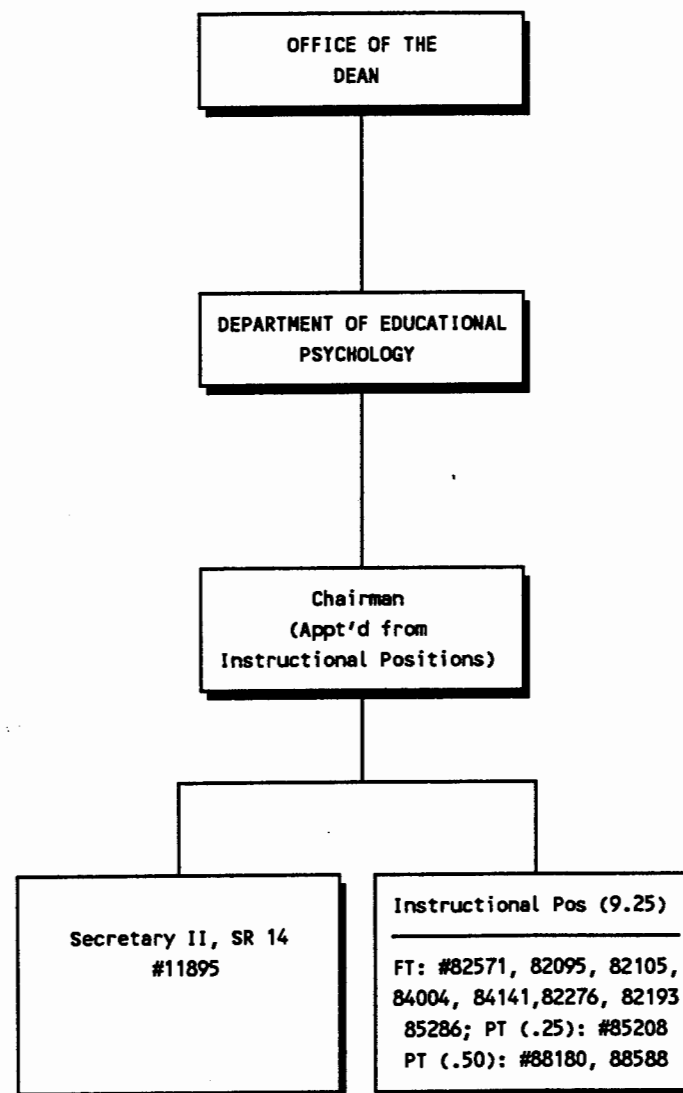 OFFICE OF THE
DEAN
DEPARTMENT OF EDUCATIONAL
PSYCHOLOGY
Chairman
(Appt'd from
Instructional Positions)
Secretary II, SR 14
#11895
Instructional Pos (9.25)
FT: #82571, 82095, 82105,
84004, 84141,82276, 82193
85286; PT (.25): #85208
PT (.50): #88180, 88588